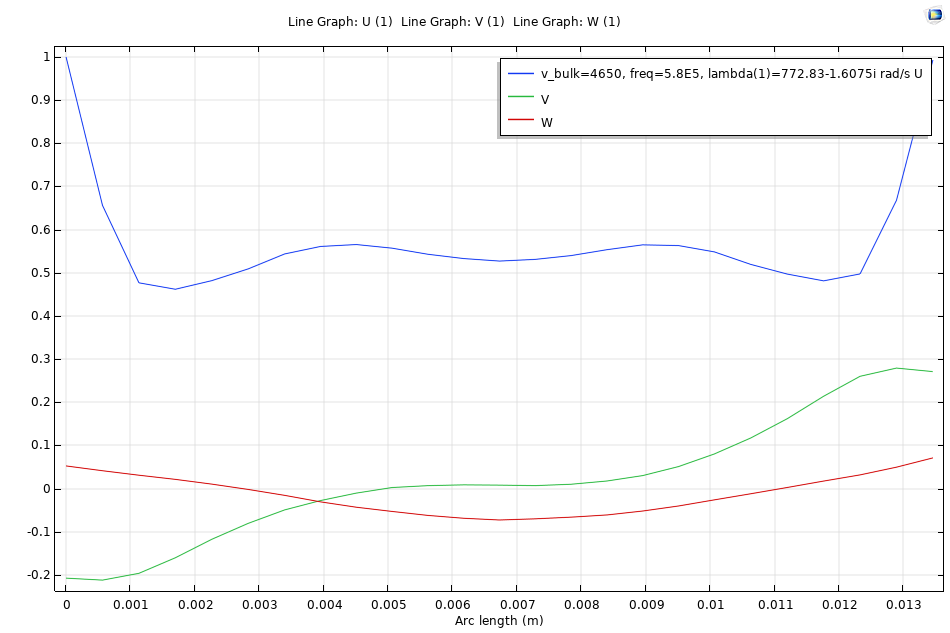 Line Graph: U (1)  Line Graph: V (1)  Line Graph: W (1)
1
0.9
0.8
0.7
0.6
0.5
0.4
0.3
0.2
0.1
0
-0.1
-0.2
v_bulk=4650, freq=5.8E5, lambda(1)=772.83-1.6075i rad/s U
V
W
0 0.001 0.002 0.003 0.004 0.005 0.006 0.007 0.008 0.009 0.01 0.011 0.012 0.013
Arc length (m)